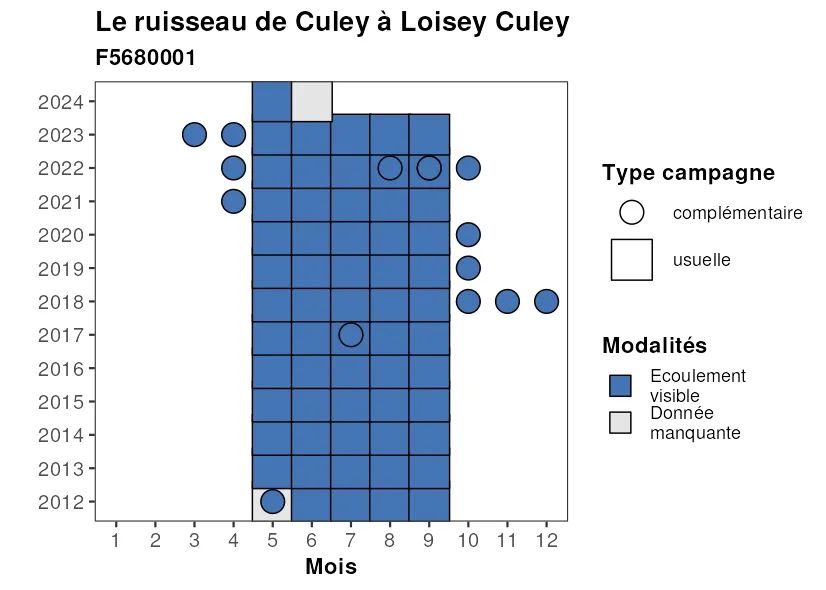 Le ruisseau de Culey à Loisey Culey
F5680001
2024
2023
2022
2021
2020
2019
2018
2017
2016
2015
2014
2013
2012
1 2 3 4 5 6 7 8 9 10 11 12
Mois
Type campagne
complémentaire
usuelle
Modalités
Ecoulement
visible
Donnée
manquante